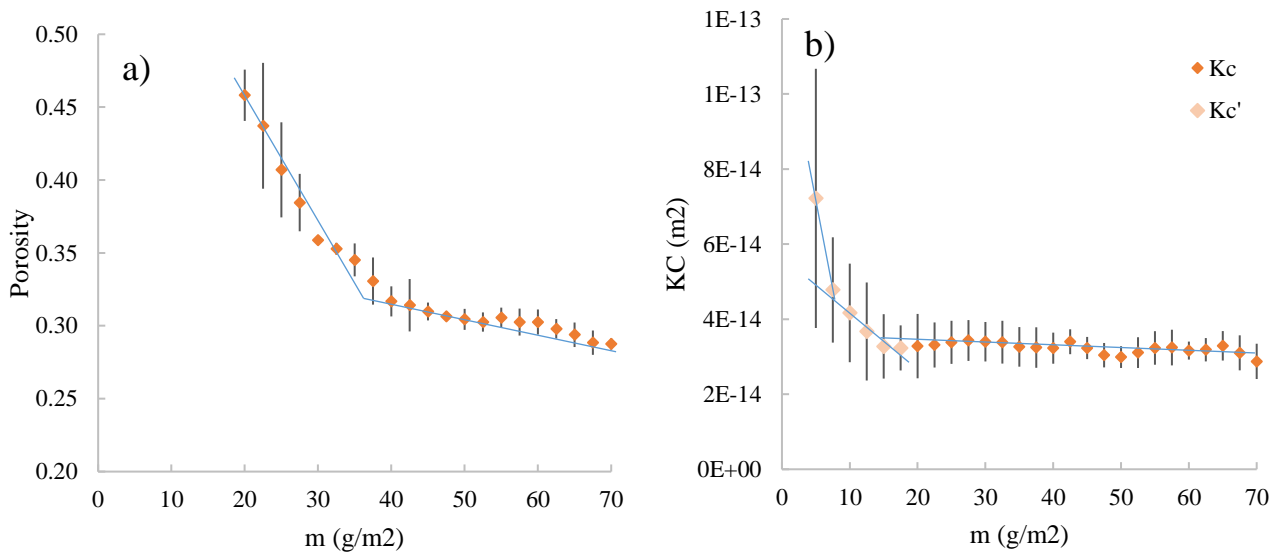 a)
Porosity
0.50
0.45
0.40
0.35
0.30
0.25
0.20
0 10 20 30 40 50 60 70
m (g/m2)
b)
Kc
Kc'
KC (m2)
1E-13
1E-13
8E-14
6E-14
4E-14
2E-14
0E+00
0 10 20 30 40 50 60 70
m (g/m2)